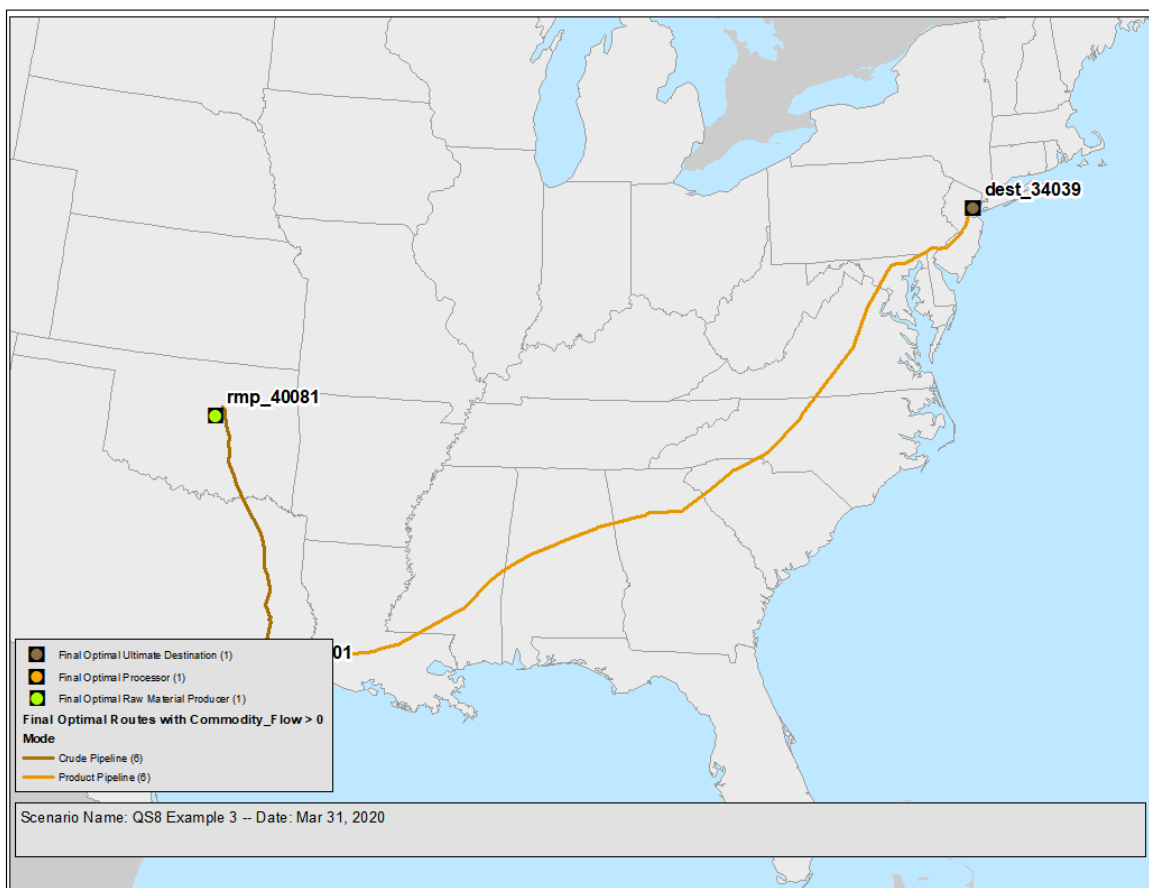 dest_34039
rmp_40081
01
Final Optimal Ultimate Destination (1)
Final Optimal Processor (1)
Final Optimal Raw Material Producer (1)
Final Optimal Routes with Commodity_Flow > 0
Mode
Crude Pipeline (6)
Product Pipeline (6)
Scenario Name: QS8 Example 3 -- Date: Mar 31, 2020